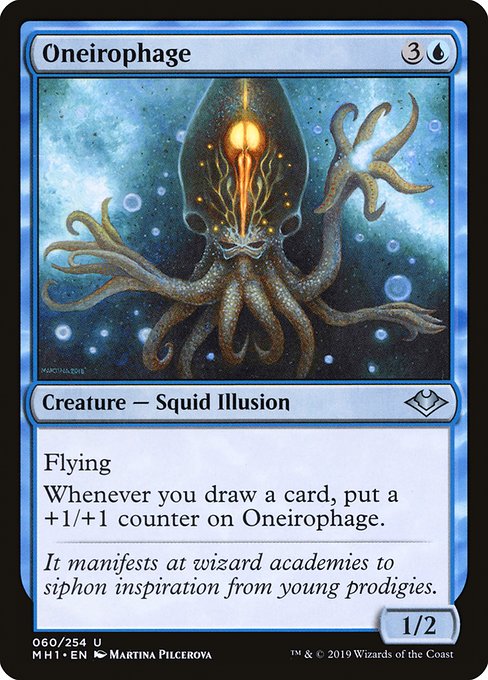 Oneirophage 3
MARTINA 2018
Creature — Squid Illusion
Flying
Whenever you draw a card, put a
+1/+1 counter on Oneirophage.
It manifests at wizard academies to
siphon inspiration from young prodigies.
1/2
060/254 U
MH1 • EN Martina Pilcerova
™ & © 2019 Wizards of the Coast